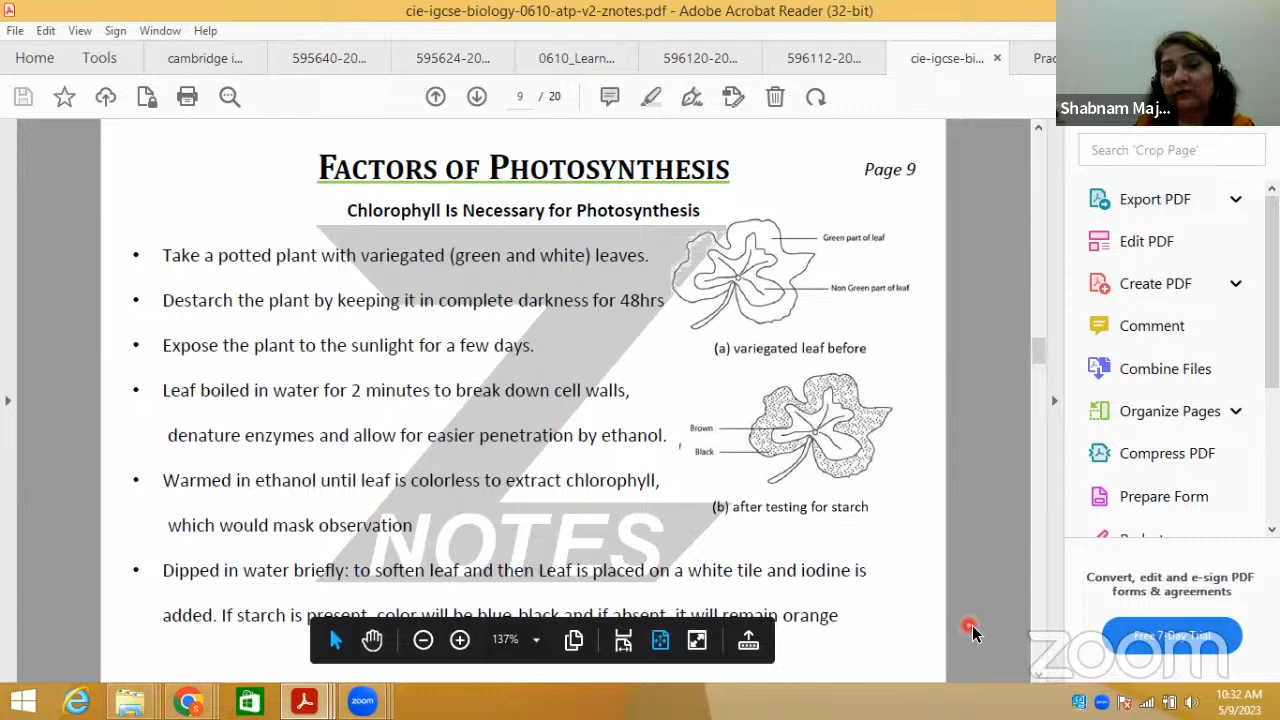 cie-igcse-biology-0610-atp-v2-znotes.pdf - Adobe Acrobat Reader (32-bit)
File Edit View Sign Window Help
Home Tools cambridge i... 595640-20... 595624-20... 0610_Learn... 596120-20... 596112-20... cie-igcse-bi... × Prac
9 / 20
Shabnam Maj...
FACTORS OF PHOTOSYNTHESIS
Page 9
Chlorophyll Is Necessary for Photosynthesis
• Take a potted plant with variegated (green and white) leaves.
• Destarch the plant by keeping it in complete darkness for 48hrs
• Expose the plant to the sunlight for a few days.
• Leaf boiled in water for 2 minutes to break down cell walls,
denature enzymes and allow for easier penetration by ethanol.
• Warmed in ethanol until leaf is colorless to extract chlorophyll,
which would mask observation
• Dipped in water briefly: to soften leaf and then Leaf is placed on a white tile and iodine is
added. If starch is present, color will be blue-black and if absent, it will remain orange
Green part of leaf
Non Green part of leaf
(a) variegated leaf before
Brown
Black
(b) after testing for starch
NOTES
137%
Search 'Crop Page'
Export PDF
Edit PDF
Create PDF
Comment
Combine Files
Organize Pages
Compress PDF
Prepare Form
Convert, edit and e-sign PDF
forms & agreements
Free 7-Day Trial
zoom
zoom
10:32 AM
5/9/2023